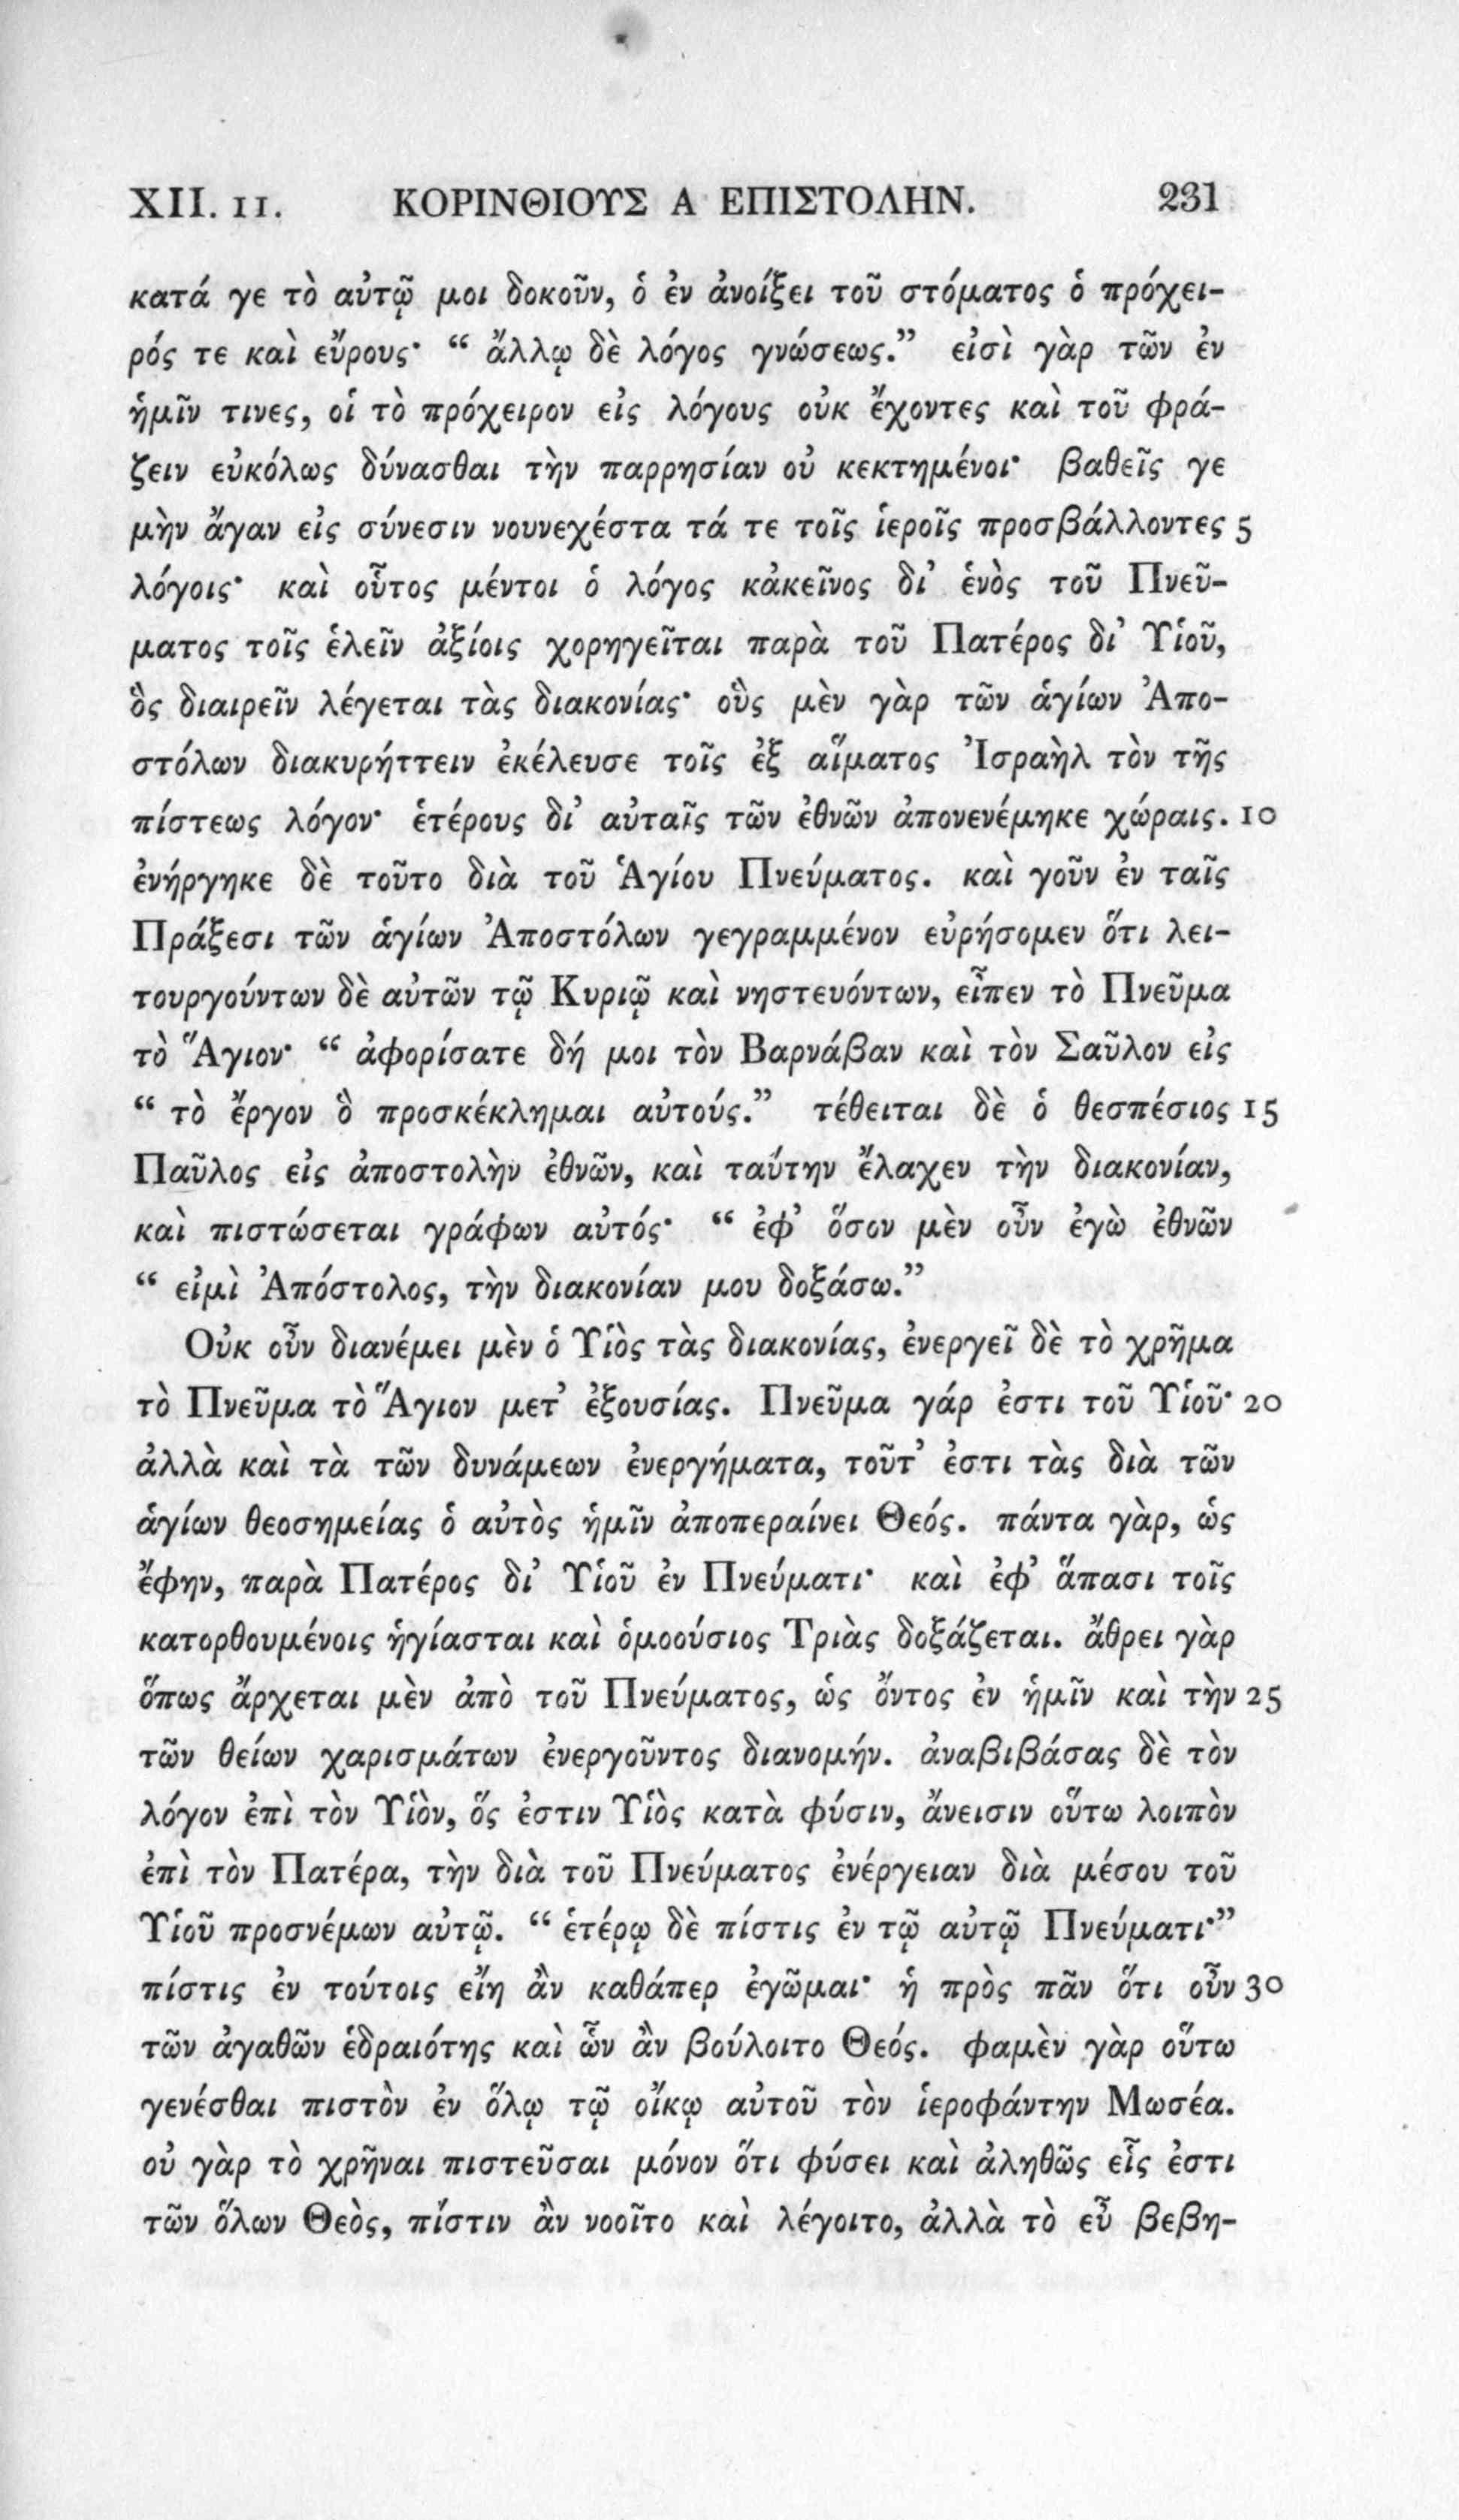 XII. 11. ΚΟΡΙΝΘΙΟΥΣ Α ΕΠΙΣΤΟΛΗΝ. 231
κατά γε τὸ αὐτῷ μοι δοκοῦν, ὁ ἐν ἀνοίξει τοῦ στόματος ὁ πρόχει-
ρός τε καὶ εὔρους· “ ἄλλῳ δὲ λόγος γνώσεως.” εἰσὶ γὰρ τῶν ἐν
ἡμῖν τινες, οἱ τὸ πρόχειρον εἰς λόγους οὐκ ἔχοντες καὶ τοῦ φρά-
ζειν εὐκόλως δύνασθαι τὴν παρρησίαν οὐ κεκτημένοι· βαθεῖς γε
μὴν ἄγαν εἰς σύνεσιν νουνεχέστα τά τε τοῖς ἱεροῖς προσβάλλοντες 5
λόγοις· καὶ οὗτος μέντοι ὁ λόγος κἀκεῖνος δι’ ἑνὸς τοῦ Πνεῦ-
ματος τοῖς ἑλεῖν ἀξίοις χορηγεῖται παρὰ τοῦ Πατέρος δι’ Υἱοῦ,
ὃς διαιρεῖν λέγεται τὰς διακονίας· οὓς μὲν γὰρ τῶν ἁγίων Ἀπο-
στόλων διακυρήττειν ἐκέλευσε τοῖς ἐξ αἵματος Ἰσραὴλ τὸν τῆς
πίστεως λόγον· ἑτέρους δι’ αὐταῖς τῶν ἐθνῶν ἀπονενέμηκε χώραις. 10
ἐνήργηκε δὲ τοῦτο διὰ τοῦ Ἁγίου Πνεύματος. καὶ γοῦν ἐν ταῖς
Πράξεσι τῶν ἁγίων Ἀποστόλων γεγραμμένον εὑρήσομεν ὅτι λει-
τουργούντων δὲ αὐτῶν τῷ Κυριῷ καὶ νηστευόντων, εἶπεν τὸ Πνεῦμα
τὸ Ἅγιον· “ ἀφορίσατε δή μοι τὸν Βαρνάβαν καὶ τὸν Σαῦλον εἰς
“ τὸ ἔργον ὃ προσκέκλημαι αὐτούς.” τέθειται δὲ ὁ θεσπέσιος 15
Παῦλος εἰς ἀποστολὴν ἐθνῶν, καὶ ταύτην ἔλαχεν τὴν διακονίαν,
καὶ πιστώσεται γράφων αὐτός· “ ἐφ’ ὅσον μὲν οὖν ἐγὼ ἐθνῶν
“ εἰμὶ Ἀπόστολος, τὴν διακονίαν μου δοξάσω.”
Οὐκ οὖν διανέμει μὲν ὁ Υἱὸς τὰς διακονίας, ἐνεργεῖ δὲ τὸ χρῆμα
τὸ Πνεῦμα τὸ Ἅγιον μετ’ ἐξουσίας. Πνεῦμα γάρ ἐστι τοῦ Υἱοῦ· 20
ἀλλὰ καὶ τὰ τῶν δυνάμεων ἐνεργήματα, τοῦτ’ ἐστι τὰς διὰ τῶν
ἁγίων θεοσημείας ὁ αὐτὸς ἡμῖν ἀποπεραίνει Θεός. πάντα γὰρ, ὡς
ἔφην, παρὰ Πατέρος δι’ Υἱοῦ ἐν Πνεύματι· καὶ ἐφ’ ἅπασι τοῖς
κατορθουμένοις ἡγίασται καὶ ὁμοούσιος Τριὰς δοξάζεται. ἄθρει γὰρ
ὅπως ἄρχεται μὲν ἀπὸ τοῦ Πνεύματος, ὡς ὄντος ἐν ἡμῖν καὶ τὴν 25
τῶν θείων χαρισμάτων ἐνεργοῦντος διανομήν. ἀναβιβάσας δὲ τὸν
λόγον ἐπὶ τὸν Υἱὸν, ὅς ἐστιν Υἱὸς κατὰ φύσιν, ἄνεισιν οὕτω λοιπὸν
ἐπὶ τὸν Πατέρα, τὴν διὰ τοῦ Πνεύματος ἐνέργειαν διὰ μέσου τοῦ
Υἱοῦ προσνέμων αὐτῷ. “ ἑτέρῳ δὲ πίστις ἐν τῷ αὐτῷ Πνεύματι·”
πίστις ἐν τούτοις εἴη ἂν καθάπερ ἐγῶμαι· ἡ πρὸς πᾶν ὅτι οὖν 30
τῶν ἀγαθῶν ἑδραιότης καὶ ὧν ἂν βούλοιτο Θεός. φαμὲν γὰρ οὕτω
γενέσθαι πιστὸν ἐν ὅλῳ τῷ οἴκῳ αὐτοῦ τὸν ἱεροφάντην Μωσέα.
οὐ γὰρ τὸ χρῆναι πιστεῦσαι μόνον ὅτι φύσει καὶ ἀληθῶς εἷς ἐστι
τῶν ὅλων Θεὸς, πίστιν ἂν νοοῖτο καὶ λέγοιτο, ἀλλὰ τὸ εὖ βεβη-